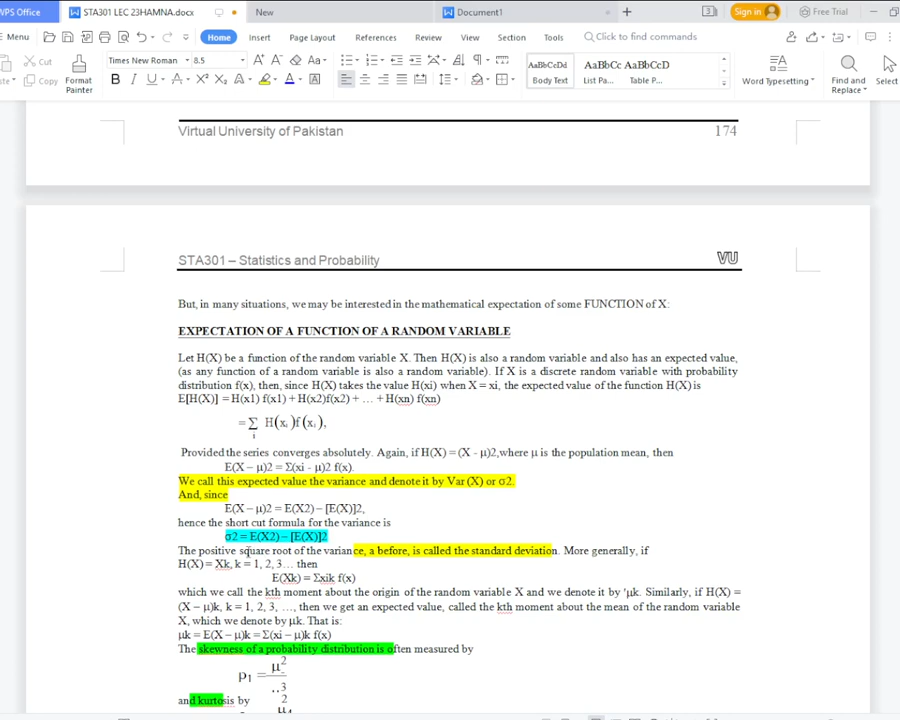 WPS Office STA301 LEC 23HAMNA.docx New Document1 + 3 Sign in Free Trial
Menu Home Insert Page Layout References Review View Section Tools Click to find commands
Cut Copy Format Painter Times New Roman 8.5 AaBbCcDd Body Text AaBbCc List Pa... AaBbCcD Table P... Word Typesetting Find and Replace Select
Virtual University of Pakistan 174
STA301 – Statistics and Probability VU
But, in many situations, we may be interested in the mathematical expectation of some FUNCTION of X:
EXPECTATION OF A FUNCTION OF A RANDOM VARIABLE
Let H(X) be a function of the random variable X. Then H(X) is also a random variable and also has an expected value,
(as any function of a random variable is also a random variable). If X is a discrete random variable with probability
distribution f(x), then, since H(X) takes the value H(xi) when X = xi, the expected value of the function H(X) is
E[H(X)] = H(x1) f(x1) + H(x2)f(x2) + … + H(xn) f(xn)
= ∑ H(xᵢ)f(xᵢ),
i
Provided the series converges absolutely. Again, if H(X) = (X - μ)2,where μ is the population mean, then
E(X – μ)2 = Σ(xi - μ)2 f(x).
We call this expected value the variance and denote it by Var (X) or σ2.
And, since
E(X – μ)2 = E(X2) – [E(X)]2,
hence the short cut formula for the variance is
σ2 = E(X2) – [E(X)]2
The positive square root of the variance, a before, is called the standard deviation. More generally, if
H(X) = Xk, k = 1, 2, 3… then
E(Xk) = Σxik f(x)
which we call the kth moment about the origin of the random variable X and we denote it by 'μk. Similarly, if H(X) =
(X – μ)k, k = 1, 2, 3, …, then we get an expected value, called the kth moment about the mean of the random variable
X, which we denote by μk. That is:
μk = E(X – μ)k = Σ(xi – μ)k f(x)
The skewness of a probability distribution is often measured by
μ 2
3
and kurtosis by
2